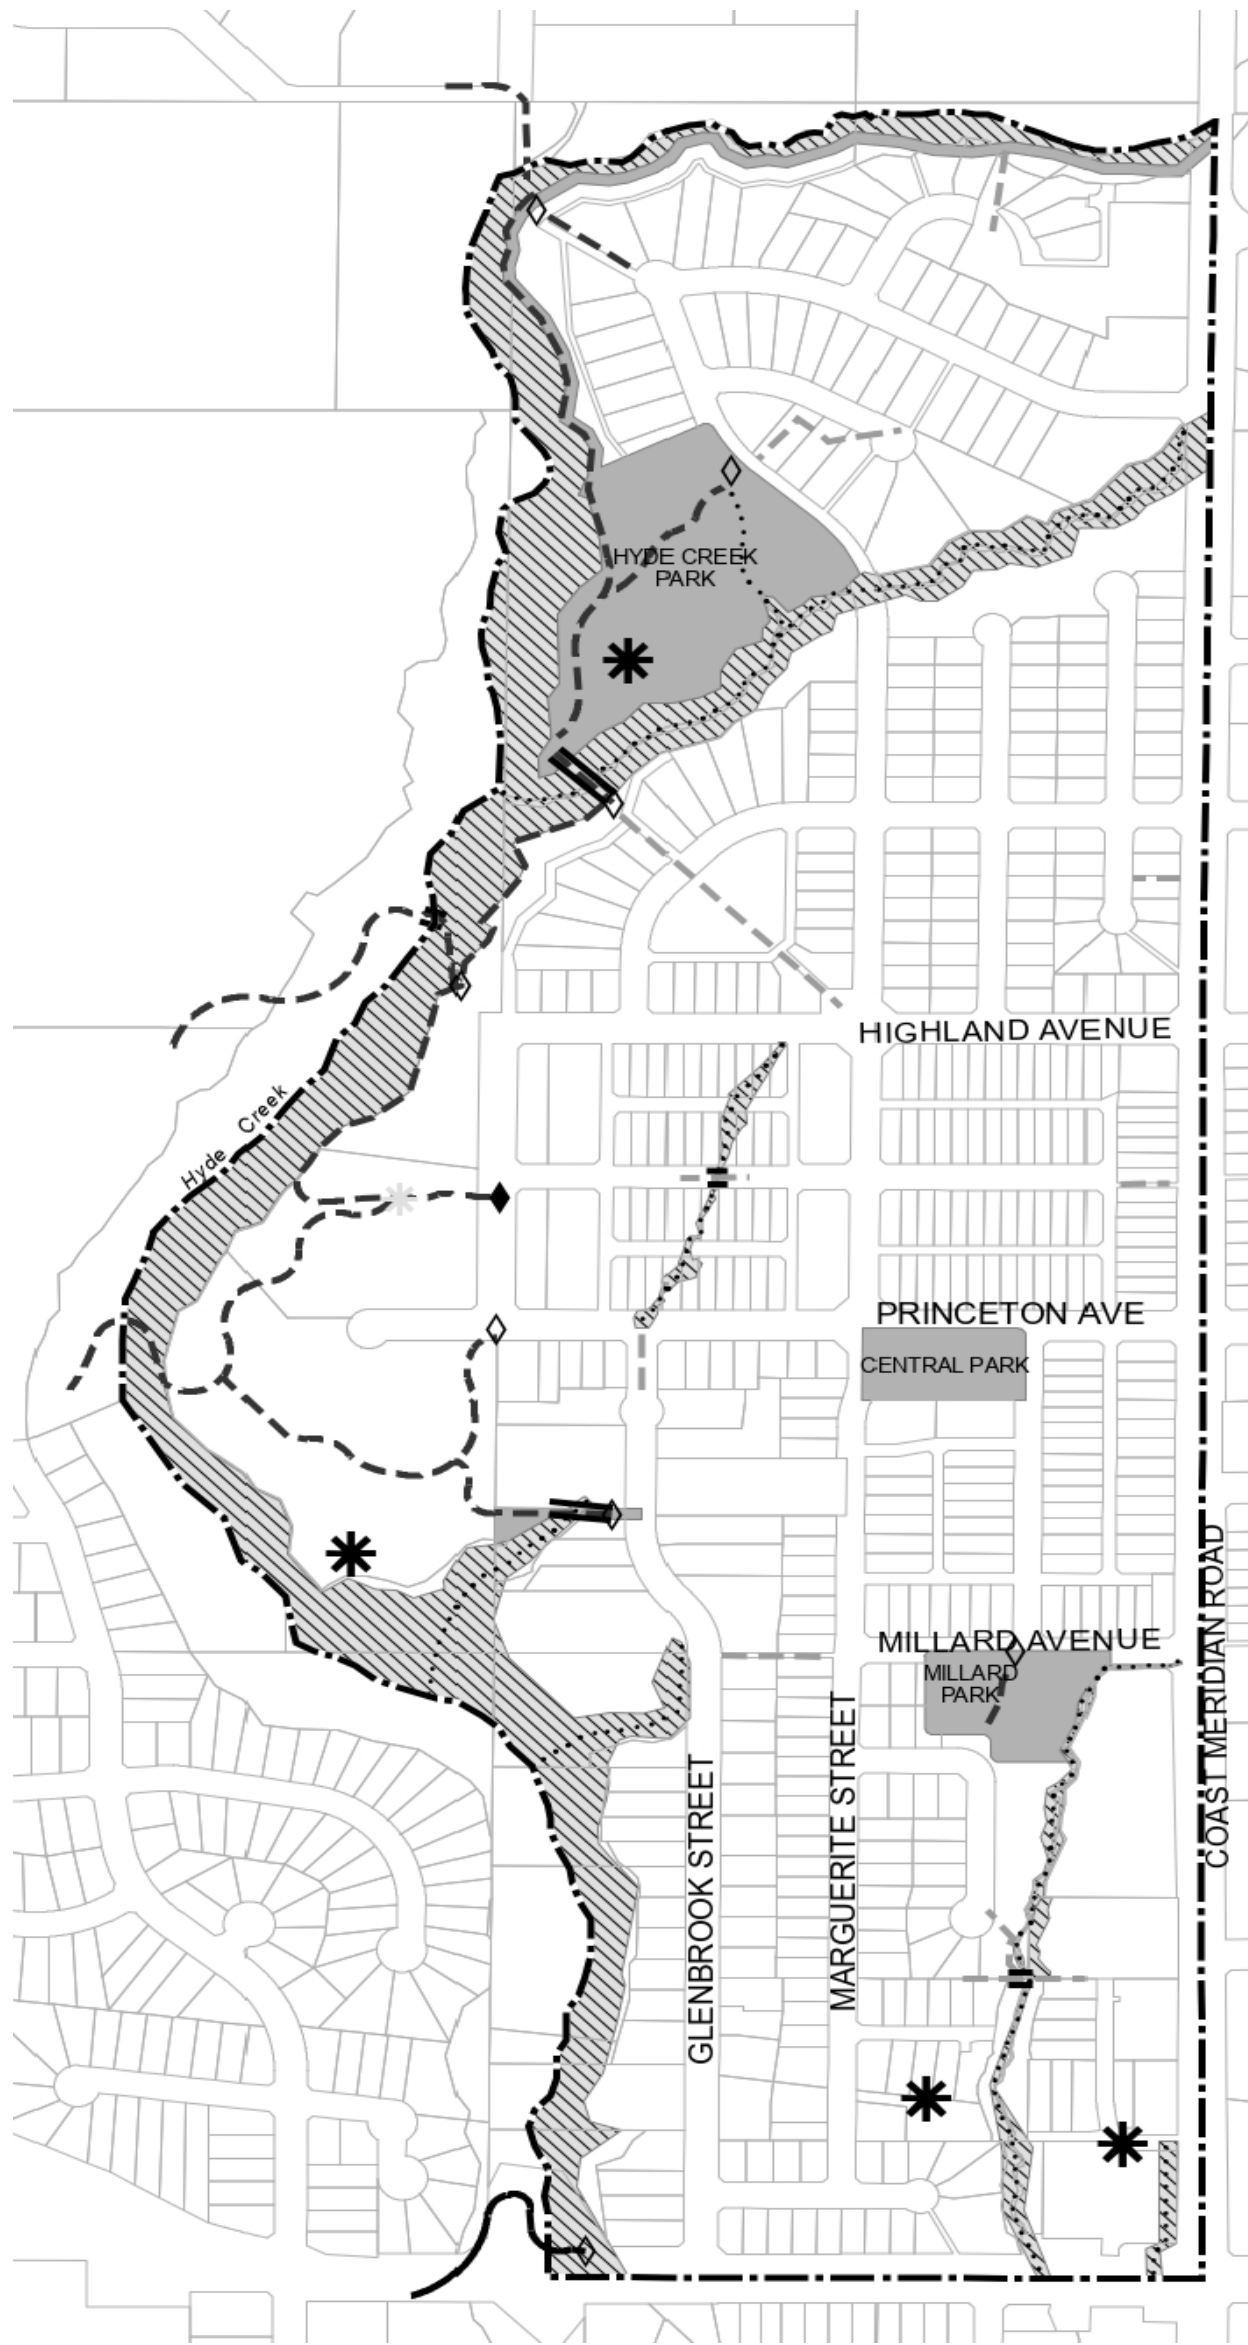 HYDE CREEK
PARK
HIGHLAND AVENUE
Hyde Creek
PRINCETON AVE
CENTRAL PARK
MILLARD AVENUE
MILLARD
PARK
COAST MERIDIAN ROAD
MARGUERITE STREET
GLENBROOK STREET